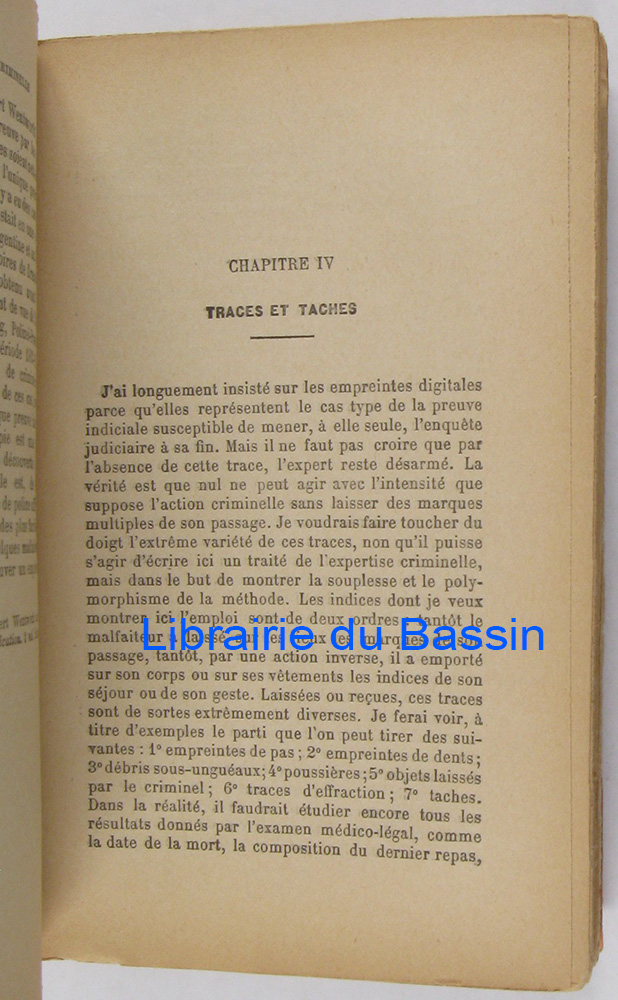 CHAPITRE IV
TRACES ET TACHES
J'ai longuement insisté sur les empreintes digitales
parce qu'elles représentent le cas type de la preuve
indiciale susceptible de mener, à elle seule, l'enquête
judiciaire à sa fin. Mais il ne faut pas croire que par
l'absence de cette trace, l'expert reste désarmé. La
vérité est que nul ne peut agir avec l'intensité que
suppose l'action criminelle sans laisser des marques
multiples de son passage. Je voudrais faire toucher du
doigt l'extrême variété de ces traces, non qu'il puisse
s'agir d'écrire ici un traité de l'expertise criminelle,
mais dans le but de montrer la souplesse et le poly-
morphisme de la méthode. Les indices dont je veux
montrer ici l'emploi sont de deux ordres : tantôt le
malfaiteur a laissé sur les lieux des marques de son
Librairie du Bassin
passage, tantôt, par une action inverse, il a emporté
sur son corps ou sur ses vêtements les indices de son
séjour ou de son geste. Laissées ou reçues, ces traces
sont de sortes extrêmement diverses. Je ferai voir, à
titre d'exemples le parti que l'on peut tirer des sui-
vantes : 1° empreintes de pas ; 2° empreintes de dents ;
3° débris sous-unguéaux ; 4° poussières ; 5° objets laissés
par le criminel ; 6° traces d'effraction ; 7° taches.
Dans la réalité, il faudrait étudier encore tous les
résultats donnés par l'examen médico-légal, comme
la date de la mort, la composition du dernier repas,